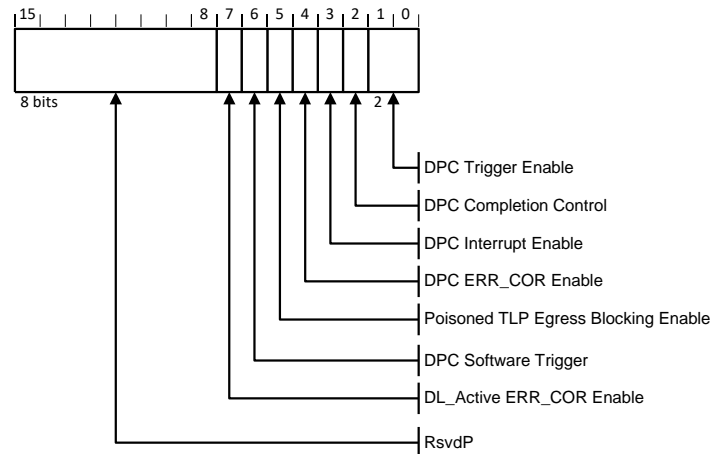 15 8 7 6 5 4 3 2 1 0
8 bits 2
DPC Trigger Enable
DPC Completion Control
DPC Interrupt Enable
DPC ERR_COR Enable
Poisoned TLP Egress Blocking Enable
DPC Software Trigger
DL_Active ERR_COR Enable
RsvdP